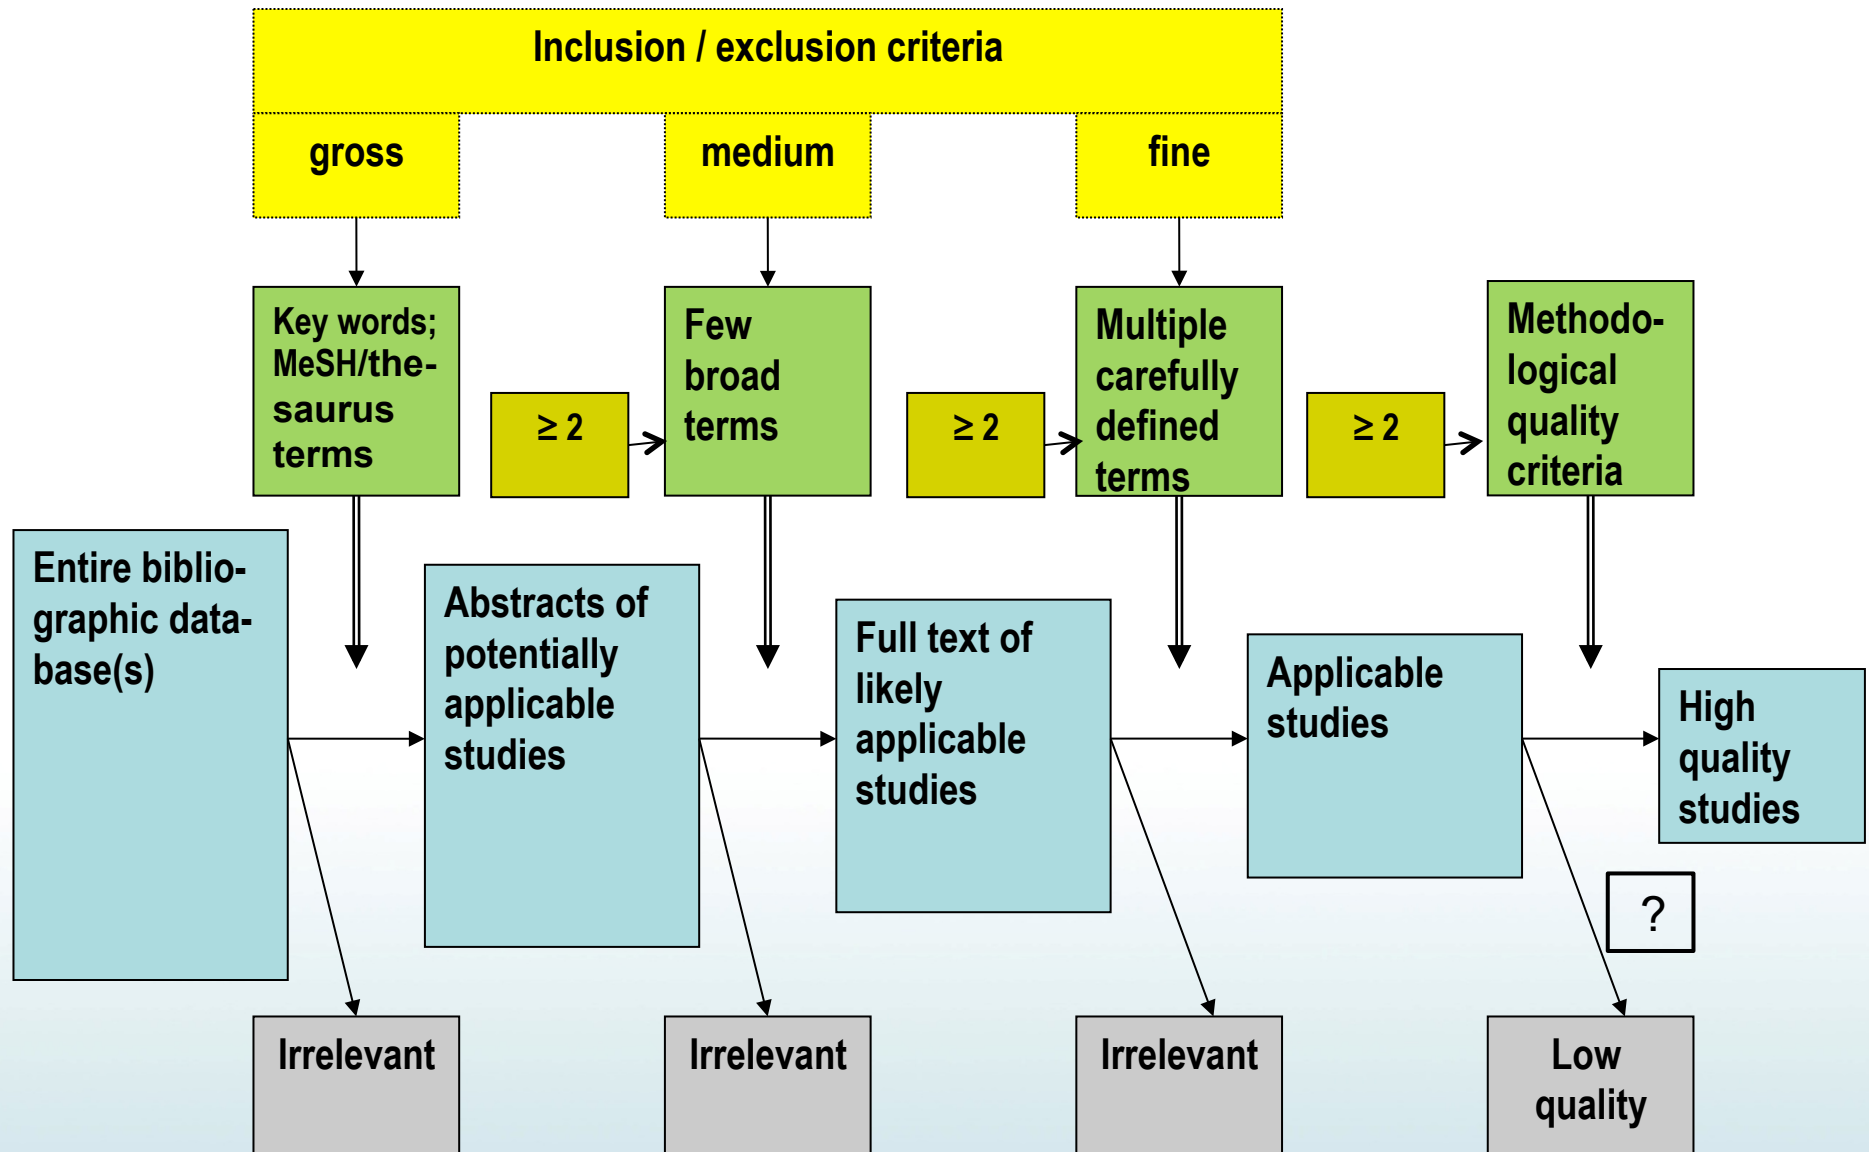 Inclusion / exclusion criteria
gross
medium
fine
Key words;
MeSH/the-
saurus
terms
≥ 2
Few
broad
terms
≥ 2
Multiple
carefully
defined
terms
≥ 2
Methodo-
logical
quality
criteria
Entire biblio-
graphic data-
base(s)
Abstracts of
potentially
applicable
studies
Full text of
likely
applicable
studies
Applicable
studies
High
quality
studies
?
Irrelevant
Irrelevant
Irrelevant
Low
quality